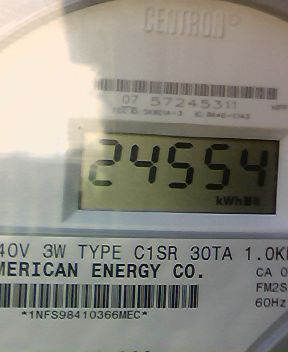 CENTRON®
07 57245311
24554
kWh
40V 3W TYPE C1SR 30TA 1.0K
MERICAN ENERGY CO.
CA 0
FM2S
60Hz
*1NFS98410366MEC*